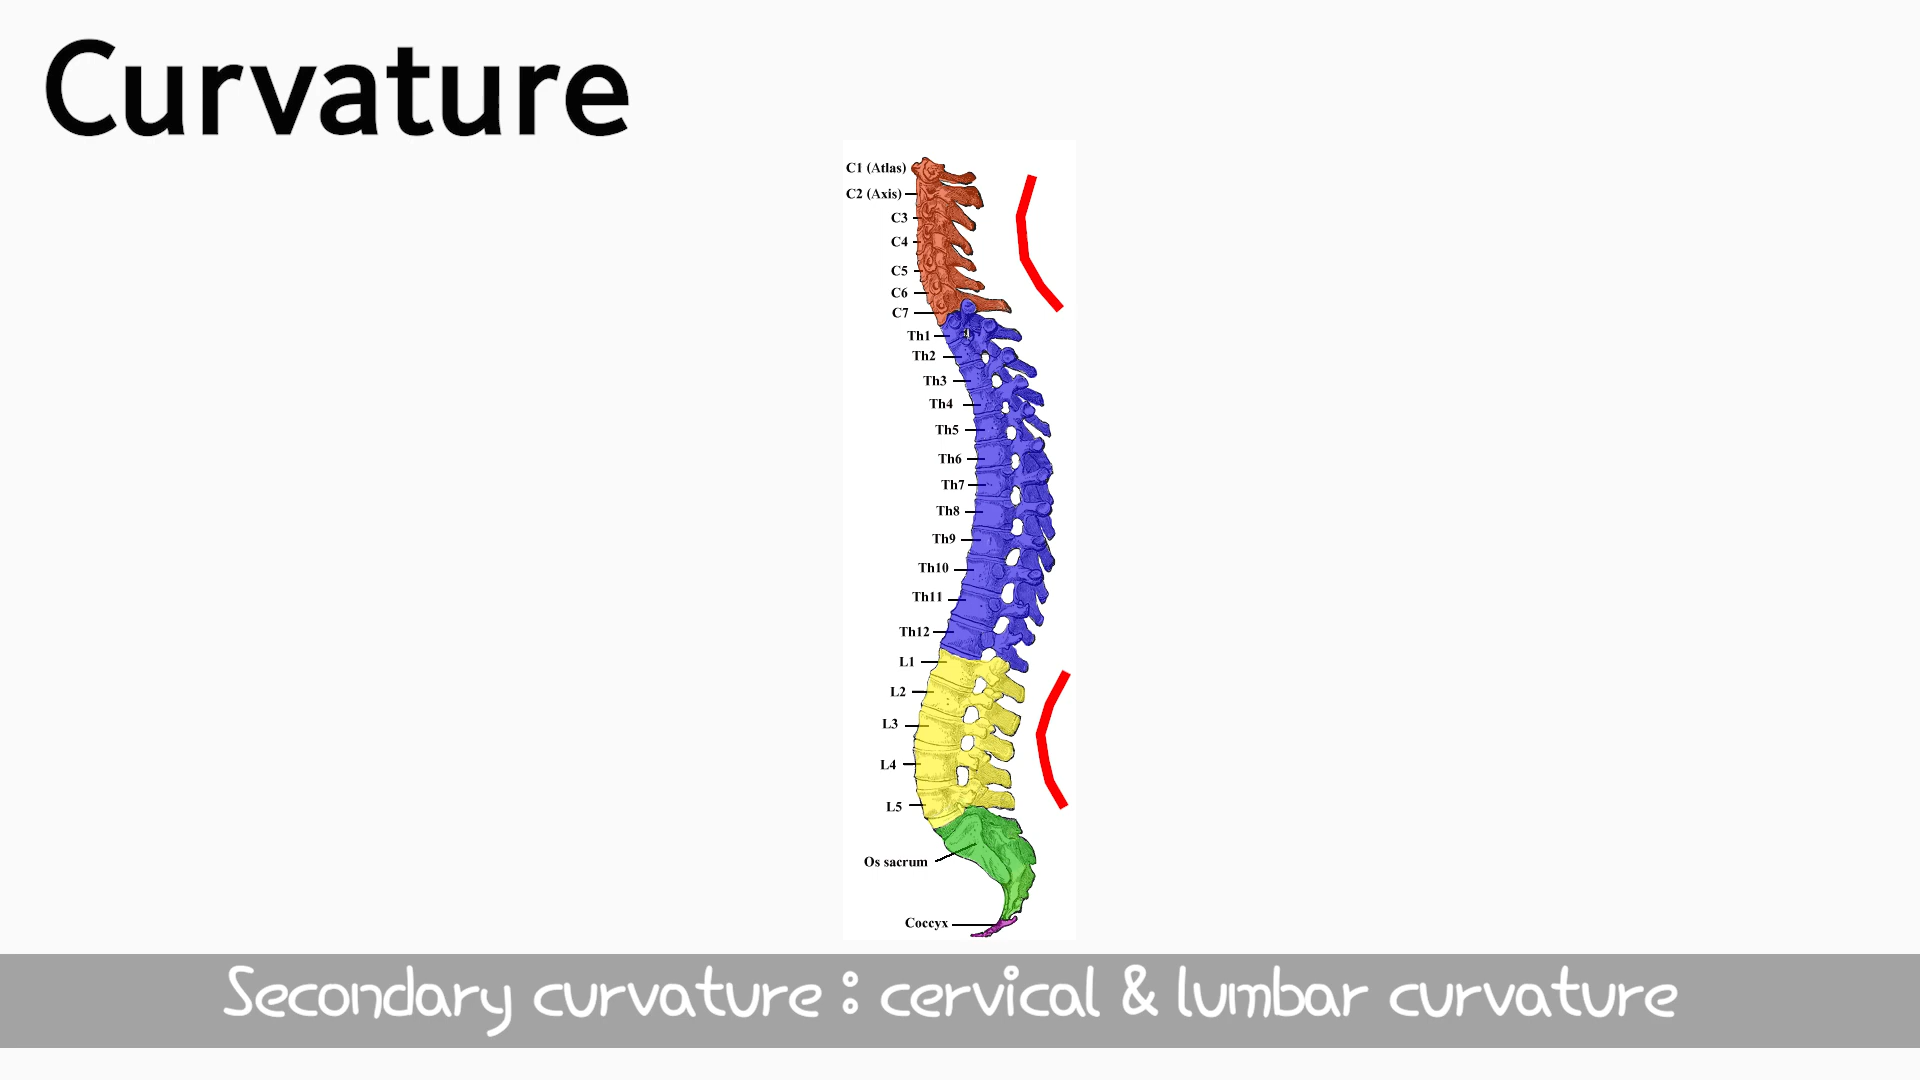 Curvature
C1 (Atlas)
C2 (Axis)
C3
C4
C5
C6
C7
Th1
Th2
Th3
Th4
Th5
Th6
Th7
Th8
Th9
Th10
Th11
Th12
L1
L2
L3
L4
L5
Os sacrum
Coccyx
Secondary curvature : cervical & lumbar curvature